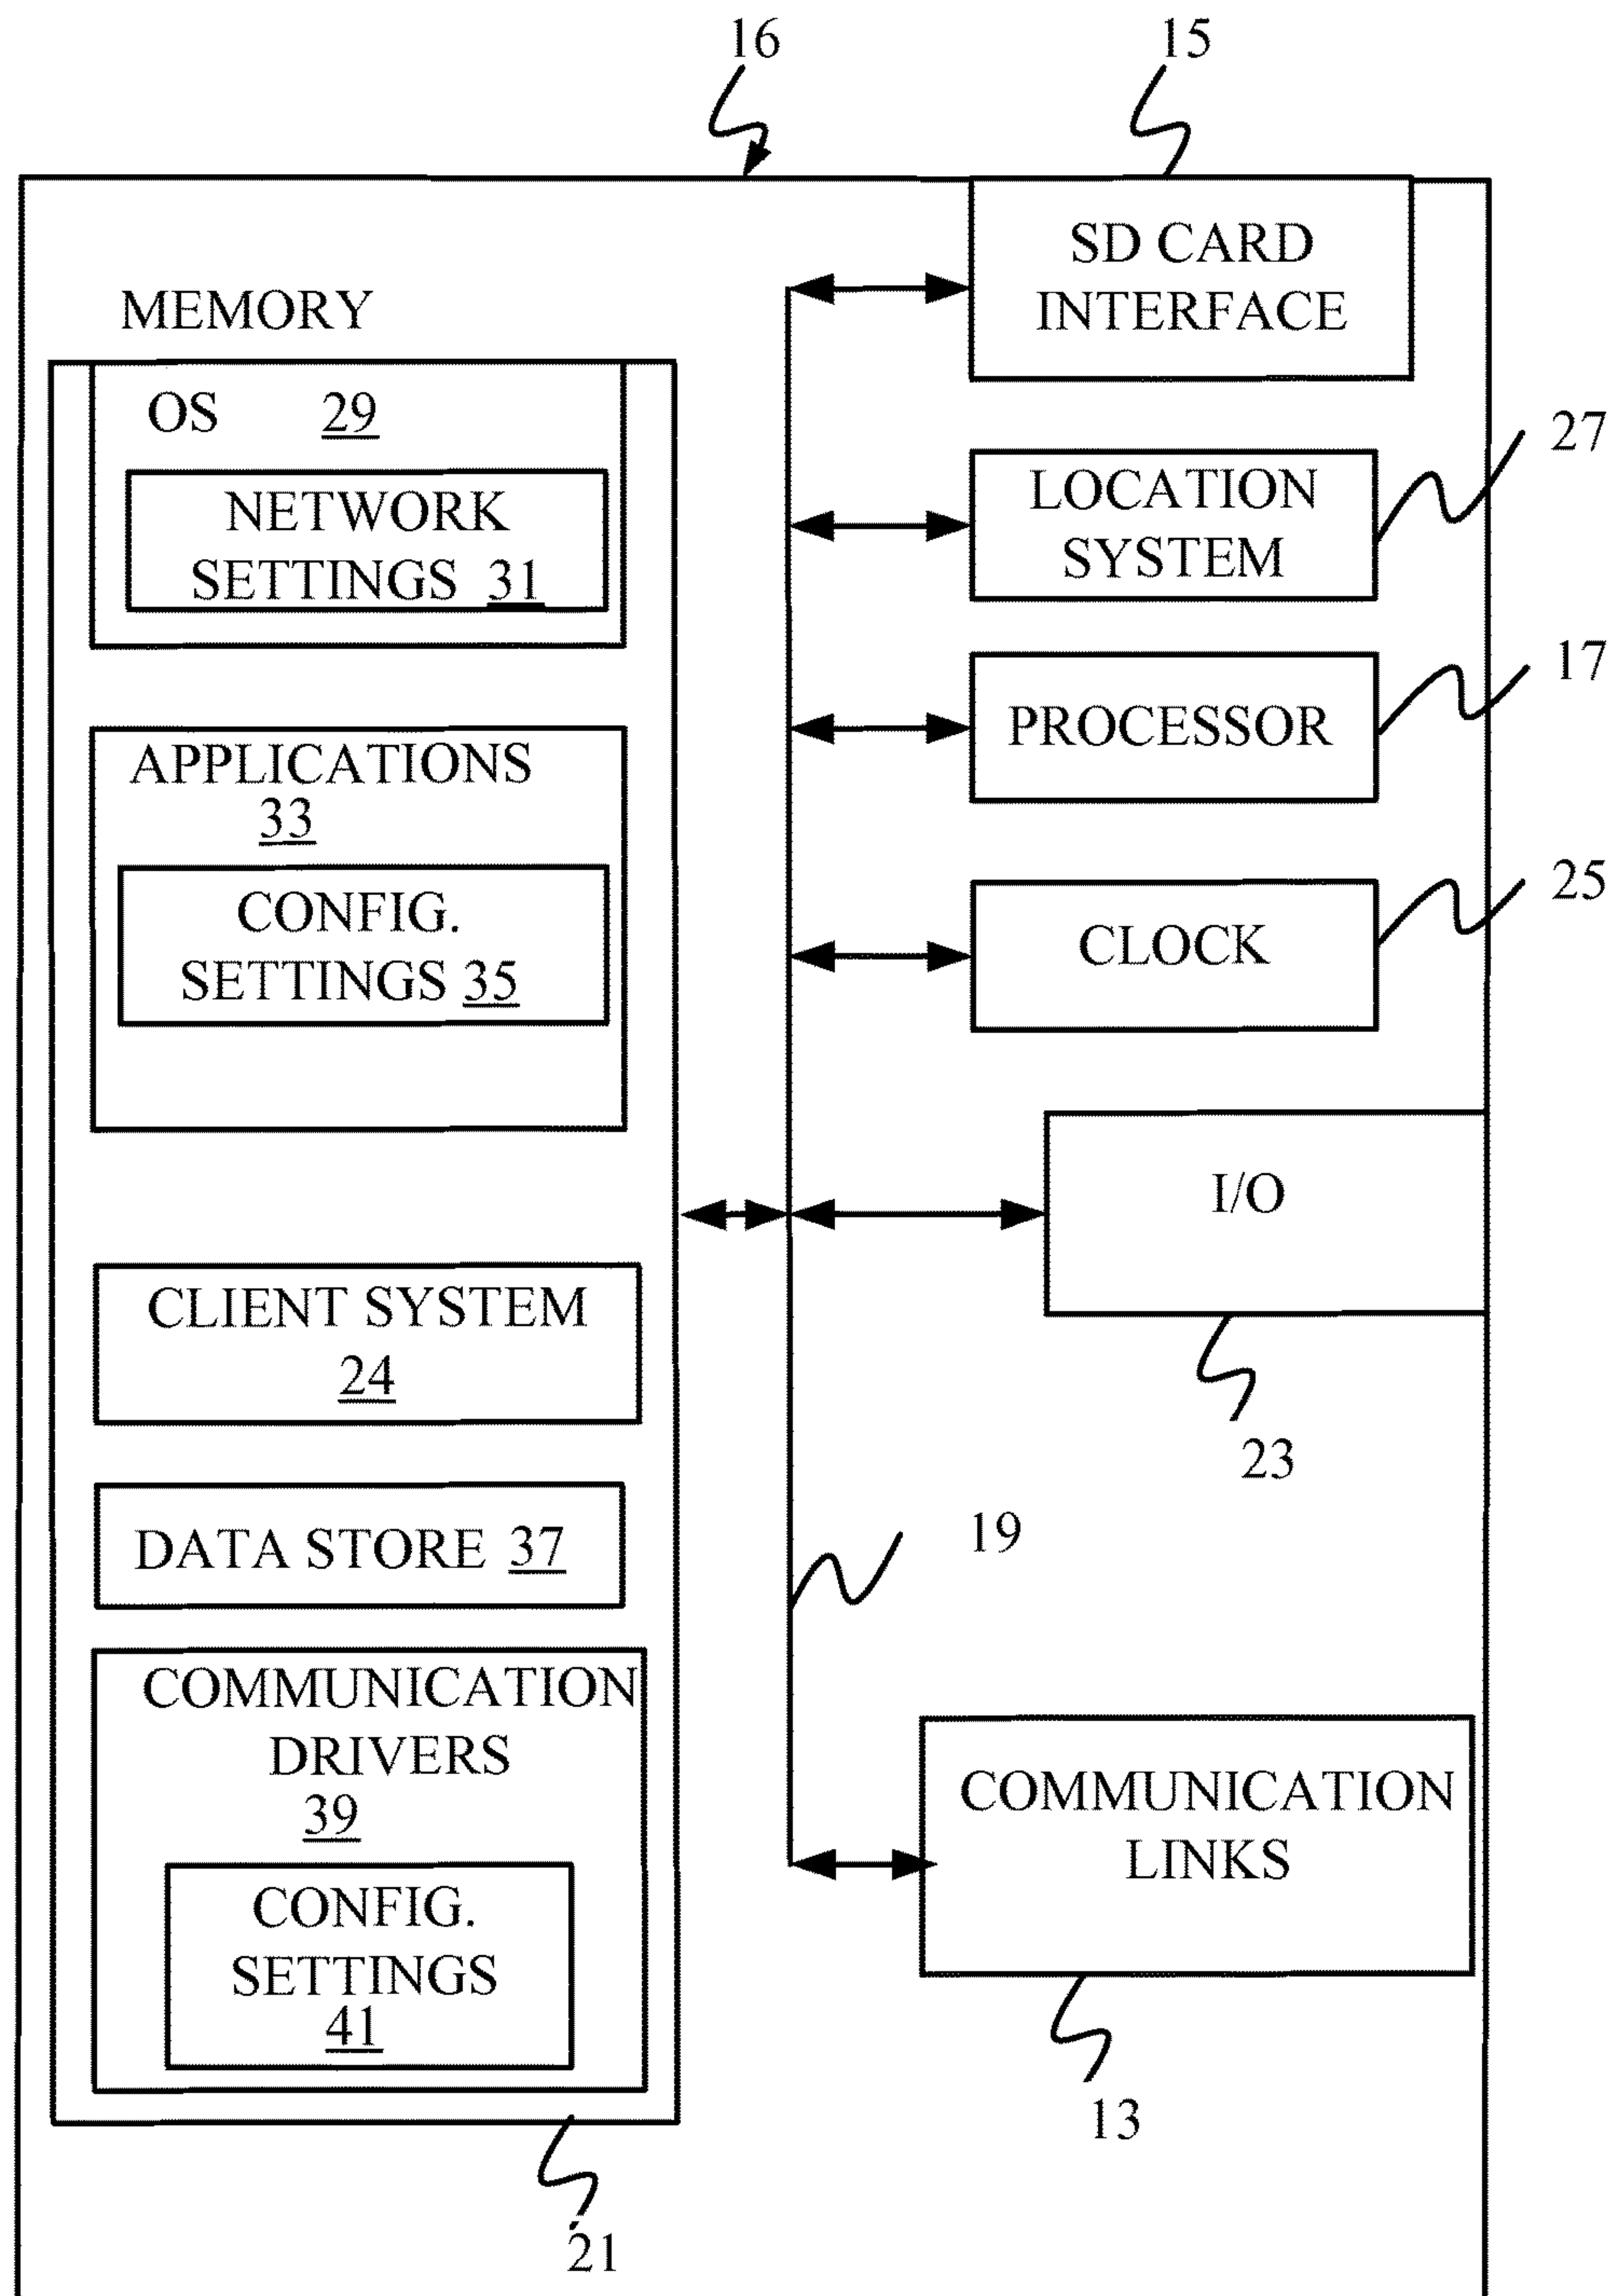 16
15
SD CARD
INTERFACE
MEMORY
OS 29
NETWORK
SETTINGS 31
27
LOCATION
SYSTEM
17
PROCESSOR
APPLICATIONS
33
CONFIG.
SETTINGS 35
25
CLOCK
I/O
23
CLIENT SYSTEM
24
DATA STORE 37
19
COMMUNICATION
DRIVERS
39
CONFIG.
SETTINGS
41
COMMUNICATION
LINKS
13
21